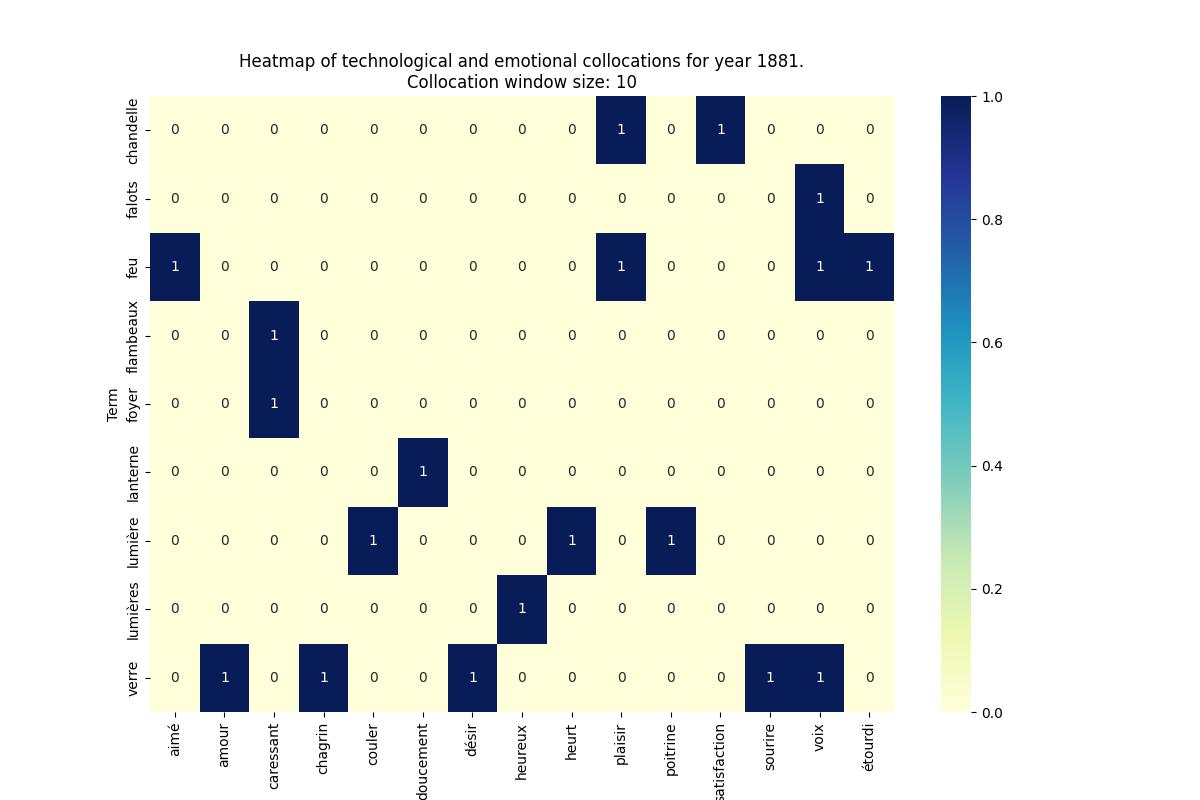 Heatmap of technological and emotional collocations for year 1881.
Collocation window size: 10
Term
chandelle 0 0 0 0 0 0 0 0 0 1 0 1 0 0 0
falots 0 0 0 0 0 0 0 0 0 0 0 0 0 1 0
feu 1 0 0 0 0 0 0 0 0 1 0 0 0 1 1
flambeaux 0 0 1 0 0 0 0 0 0 0 0 0 0 0 0
foyer 0 0 1 0 0 0 0 0 0 0 0 0 0 0 0
lanterne 0 0 0 0 0 1 0 0 0 0 0 0 0 0 0
lumière 0 0 0 0 1 0 0 0 1 0 1 0 0 0 0
lumières 0 0 0 0 0 0 0 1 0 0 0 0 0 0 0
verre 0 1 0 1 0 0 1 0 0 0 0 0 1 1 0
aimé amour caressant chagrin couler doucement désir heureux heurt plaisir poitrine satisfaction sourire voix étourdi
1.0
0.8
0.6
0.4
0.2
0.0